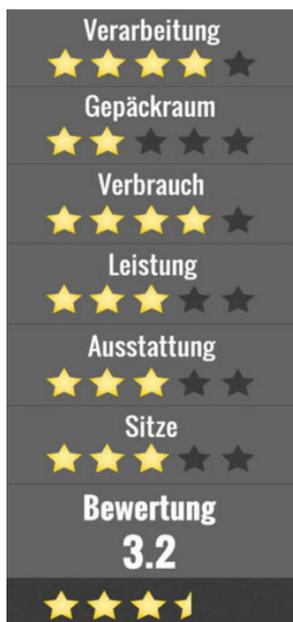 Verarbeitung
Gepäckraum
Verbrauch
Leistung
Ausstattung
Sitze
Bewertung
3.2